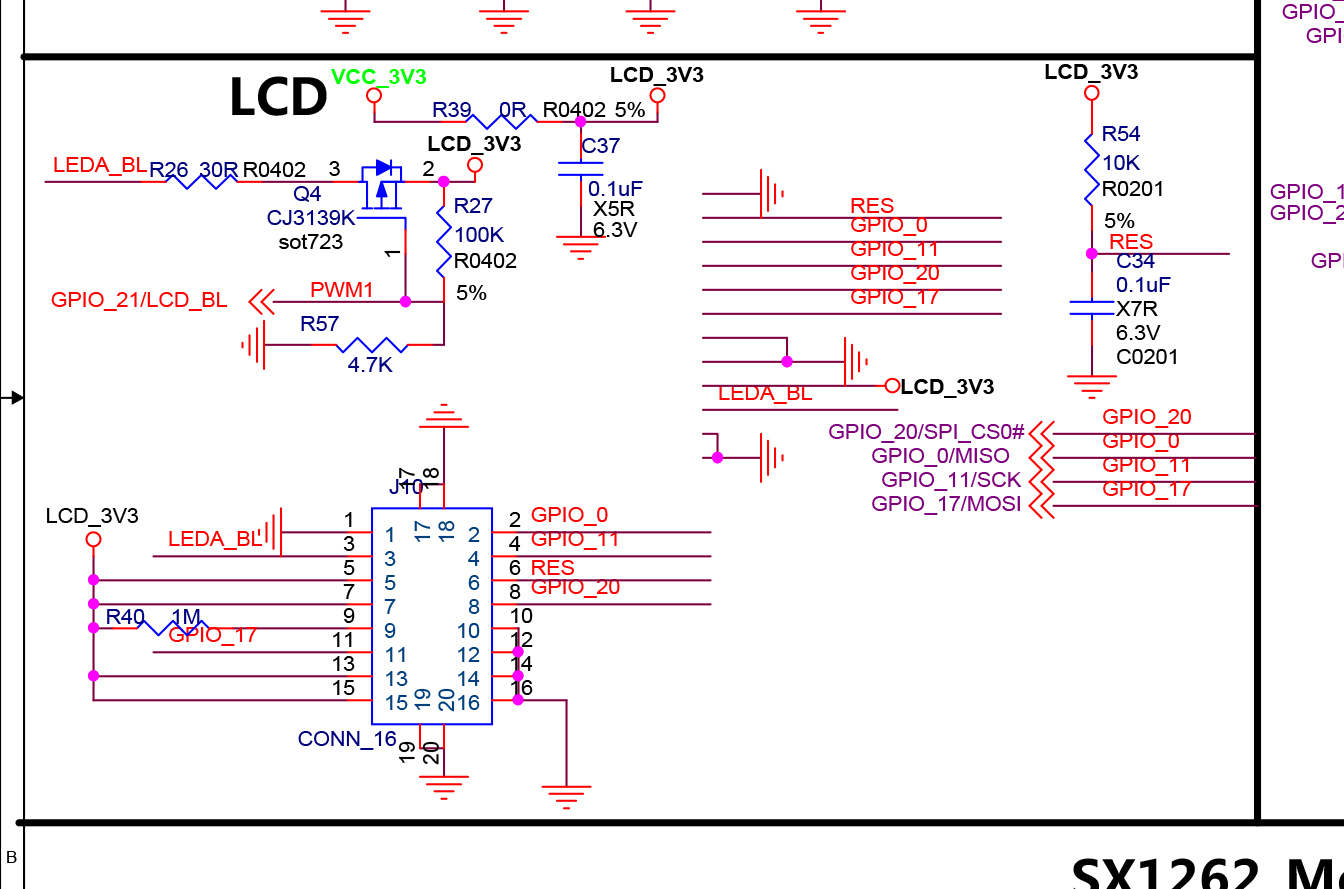 GPIO_
GPI
LCD
VCC_3V3
LCD_3V3
R39 0R R0402 5%
LCD_3V3
LCD_3V3
LEDA_BL R26 30R R0402 3
2
Q4
CJ3139K
sot723
1
R27
100K
R0402
5%
C37
0.1uF
X5R
6.3V
GPIO_21/LCD_BL
PWM1
R57
4.7K
RES
GPIO_0
GPIO_11
GPIO_20
GPIO_17
LCD_3V3
LEDA_BL
R54
10K
R0201
5%
RES
C34
0.1uF
X7R
6.3V
C0201
GPIO_1
GPIO_2
GPI
GPIO_20/SPI_CS0# GPIO_20
GPIO_0/MISO GPIO_0
GPIO_11/SCK GPIO_11
GPIO_17/MOSI GPIO_17
17 18
J10
LCD_3V3
LEDA_BL
R40 1M
GPIO_17
1
3
5
7
9
11
13
15
17 18
1 2
3 4
5 6
7 8
9 10
11 12
13 14
15 16
19 20
2 GPIO_0
4 GPIO_11
6 RES
8 GPIO_20
10
12
14
16
CONN_16
19 20
B
SX1262